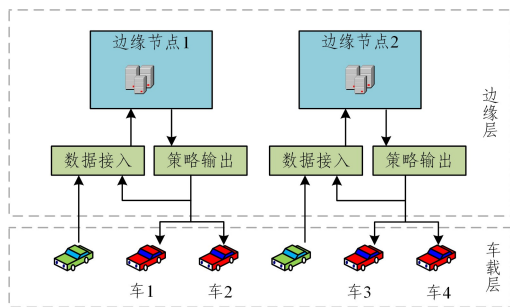 边缘节点1
边缘节点2
数据接入
策略输出
数据接入
策略输出
边缘层
车1
车2
车3
车4
车载层